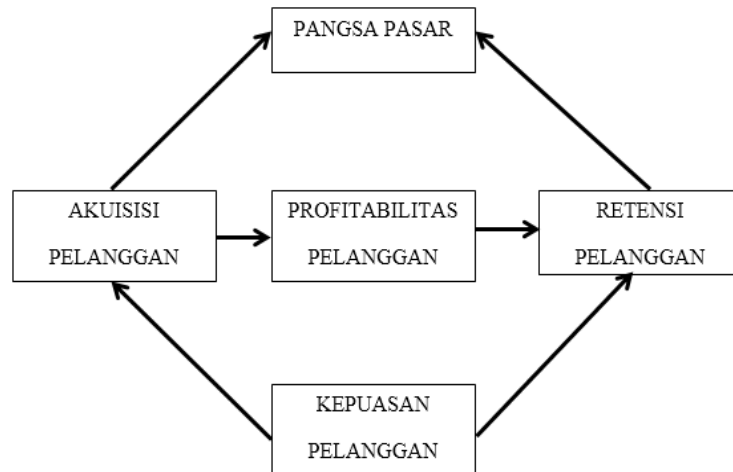 PANGSA PASAR
AKUISISI
PELANGGAN
PROFITABILITAS
PELANGGAN
RETENSI
PELANGGAN
KEPUASAN
PELANGGAN